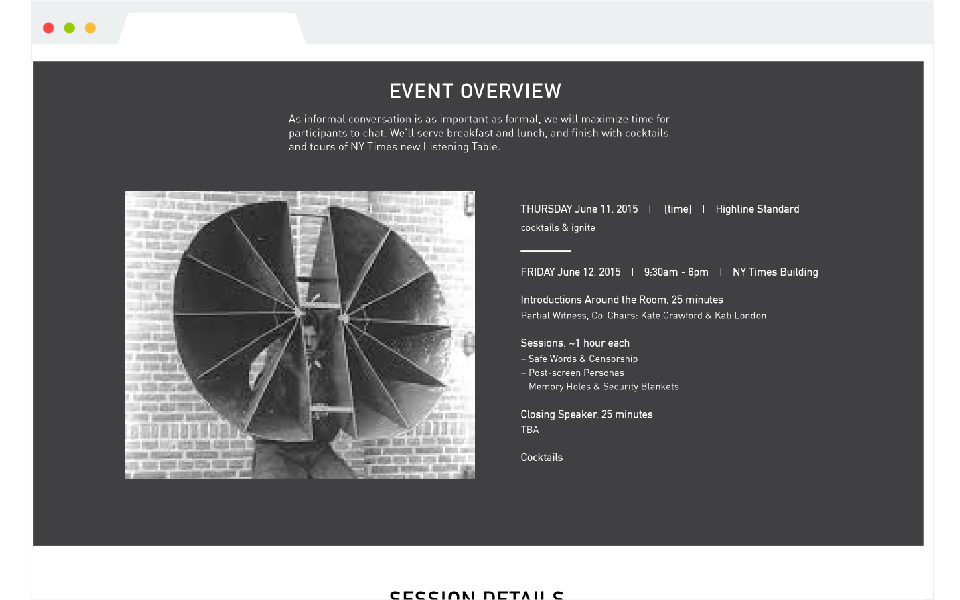 EVENT OVERVIEW
As informal conversation is as important as formal, we will maximize time for
participants to chat. We'll serve breakfast and lunch, and finish with cocktails
and tours of NY Times new Listening Table.
THURSDAY June 11, 2015 | (time) | Highline Standard
cocktails & ignite
FRIDAY June 12, 2015 | 9:30am - 6pm | NY Times Building
Introductions Around the Room, 25 minutes
Partial Witness, Co-Chairs: Kate Crawford & Kati London
Sessions, ~1 hour each
– Safe Words & Censorship
– Post-screen Personas
– Memory Holes & Security Blankets
Closing Speaker, 25 minutes
TBA
Cocktails
SESSION DETAILS